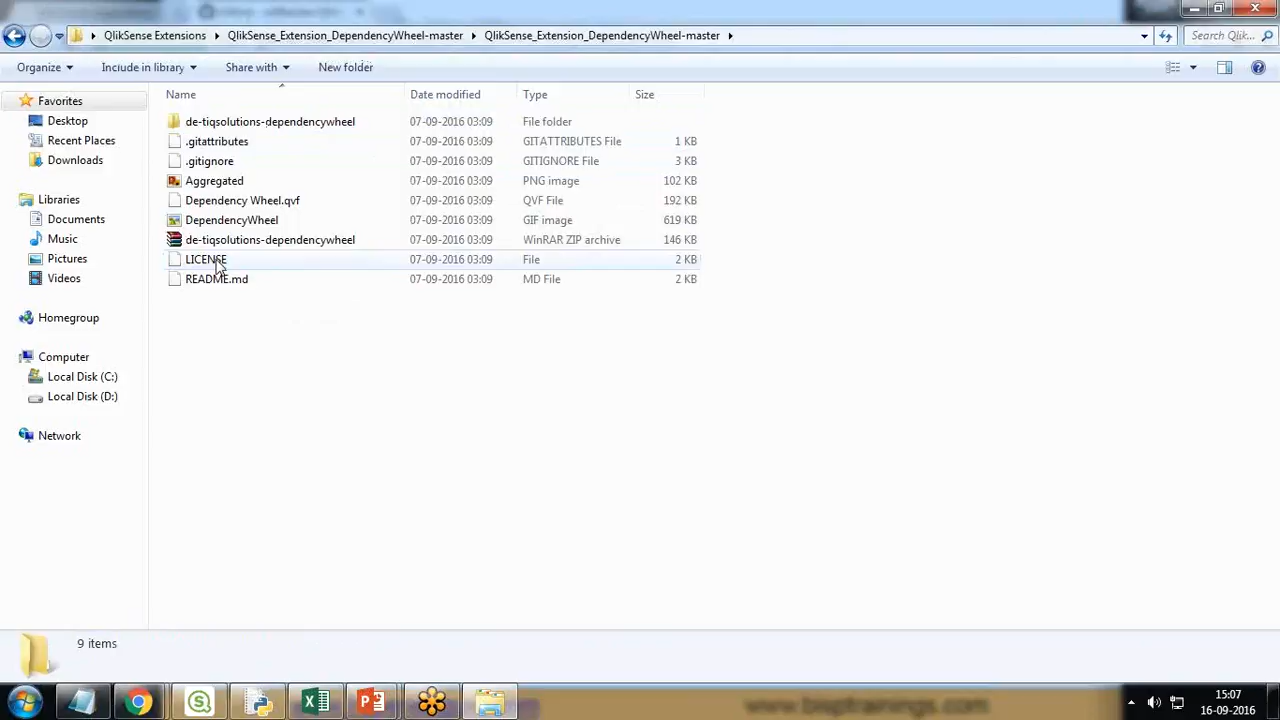 QlikSense Extensions QlikSense_Extension_DependencyWheel-master QlikSense_Extension_DependencyWheel-master Search Qlik...
Organize Include in library Share with New folder
Name Date modified Type Size
Favorites
Desktop
Recent Places
Downloads
Libraries
Documents
Music
Pictures
Videos
Homegroup
Computer
Local Disk (C:)
Local Disk (D:)
Network
de-tiqsolutions-dependencywheel 07-09-2016 03:09 File folder
.gitattributes 07-09-2016 03:09 GITATTRIBUTES File 1 KB
.gitignore 07-09-2016 03:09 GITIGNORE File 3 KB
Aggregated 07-09-2016 03:09 PNG image 102 KB
Dependency Wheel.qvf 07-09-2016 03:09 QVF File 192 KB
DependencyWheel 07-09-2016 03:09 GIF image 619 KB
de-tiqsolutions-dependencywheel 07-09-2016 03:09 WinRAR ZIP archive 146 KB
LICENSE 07-09-2016 03:09 File 2 KB
README.md 07-09-2016 03:09 MD File 2 KB
9 items
www.bisptrainings.com
15:07
16-09-2016